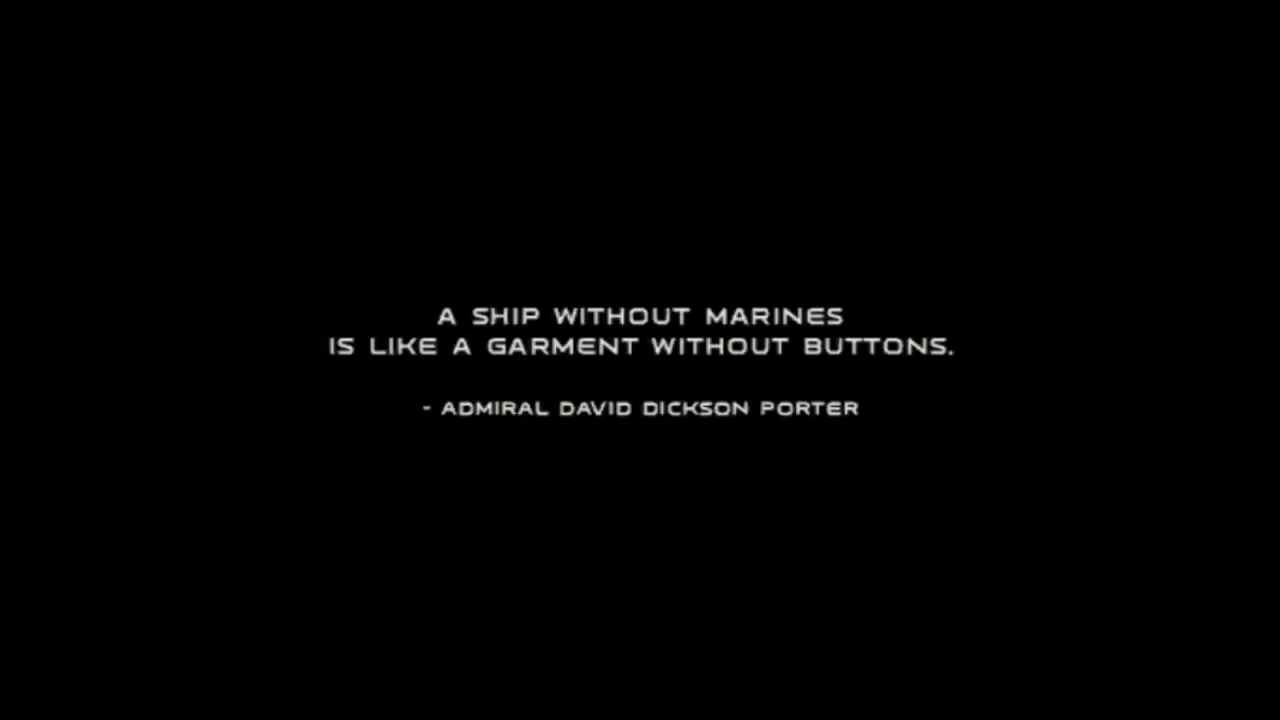 A SHIP WITHOUT MARINES
IS LIKE A GARMENT WITHOUT BUTTONS.
- ADMIRAL DAVID DICKSON PORTER